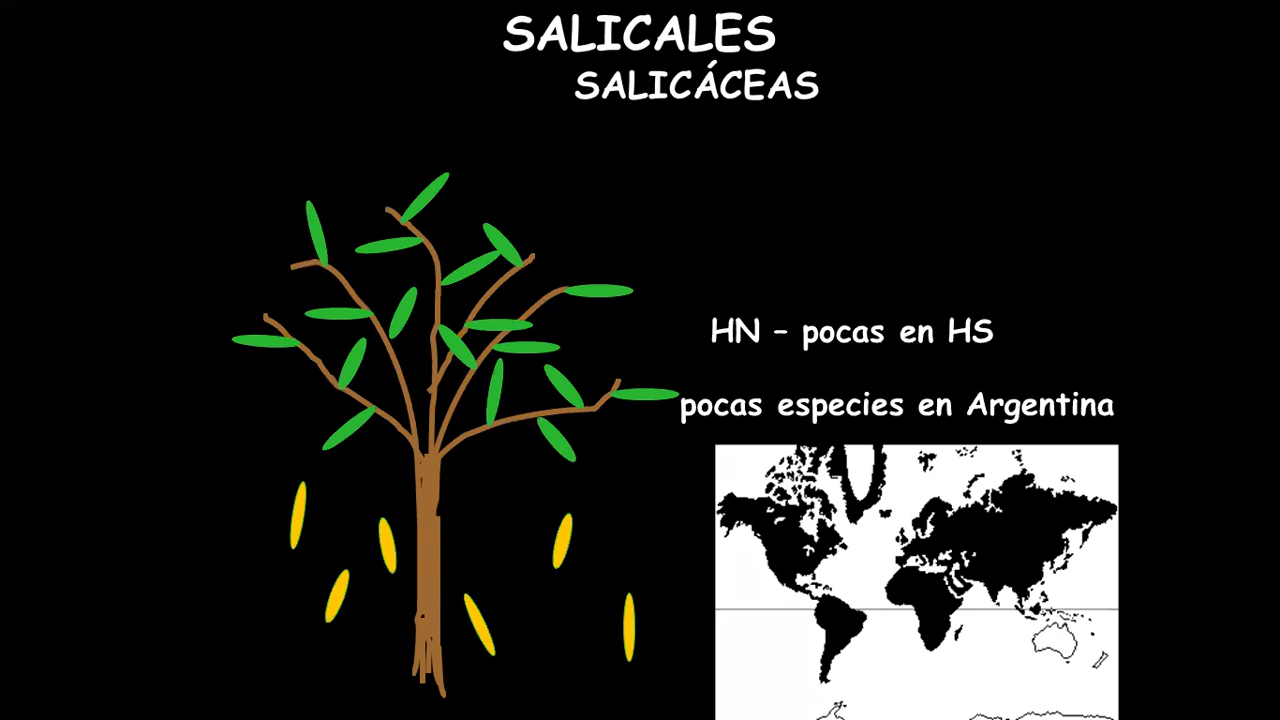 SALICALES
SALICÁCEAS
HN – pocas en HS
pocas especies en Argentina